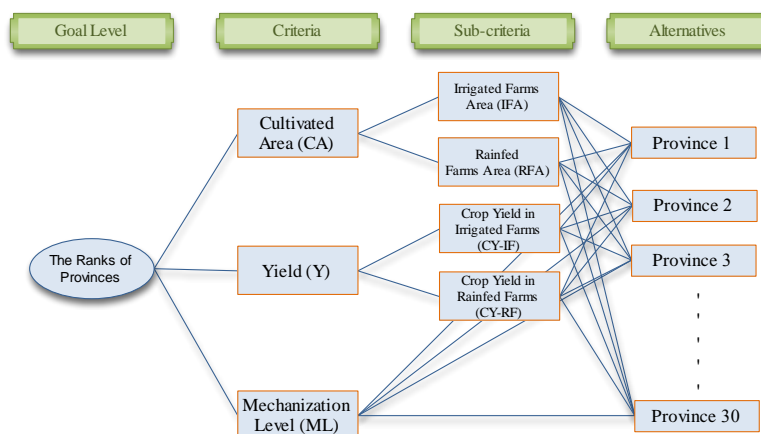 Goal Level
Criteria
Sub-criteria
Alternatives
The Ranks of
Provinces
Cultivated
Area (CA)
Yield (Y)
Mechanization
Level (ML)
Irrigated Farms
Area (IFA)
Rainfed
Farms Area (RFA)
Crop Yield in
Irrigated Farms
(CY-IF)
Crop Yield in
Rainfed Farms
(CY-RF)
Province 1
Province 2
Province 3
Province 30